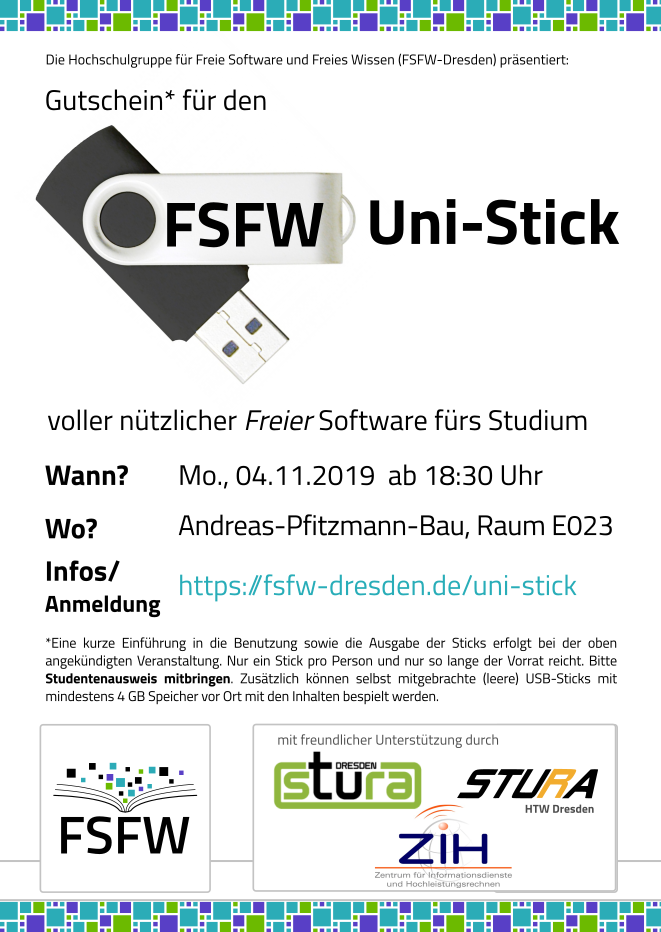 Die Hochschulgruppe für Freie Software und Freies Wissen (FSFW-Dresden) präsentiert:
Gutschein* für den
FSFW Uni-Stick
voller nützlicher Freier Software fürs Studium
Wann? Mo., 04.11.2019 ab 18:30 Uhr
Wo? Andreas-Pfitzmann-Bau, Raum E023
Infos/
Anmeldung https://fsfw-dresden.de/uni-stick
*Eine kurze Einführung in die Benutzung sowie die Ausgabe der Sticks erfolgt bei der oben
angekündigten Veranstaltung. Nur ein Stick pro Person und nur so lange der Vorrat reicht. Bitte
Studentenausweis mitbringen. Zusätzlich können selbst mitgebrachte (leere) USB-Sticks mit
mindestens 4 GB Speicher vor Ort mit den Inhalten bespielt werden.
FSFW
mit freundlicher Unterstützung durch
DRESDEN
stura
STURA
HTW Dresden
ZIH
Zentrum für Informationsdienste
und Hochleistungsrechnen